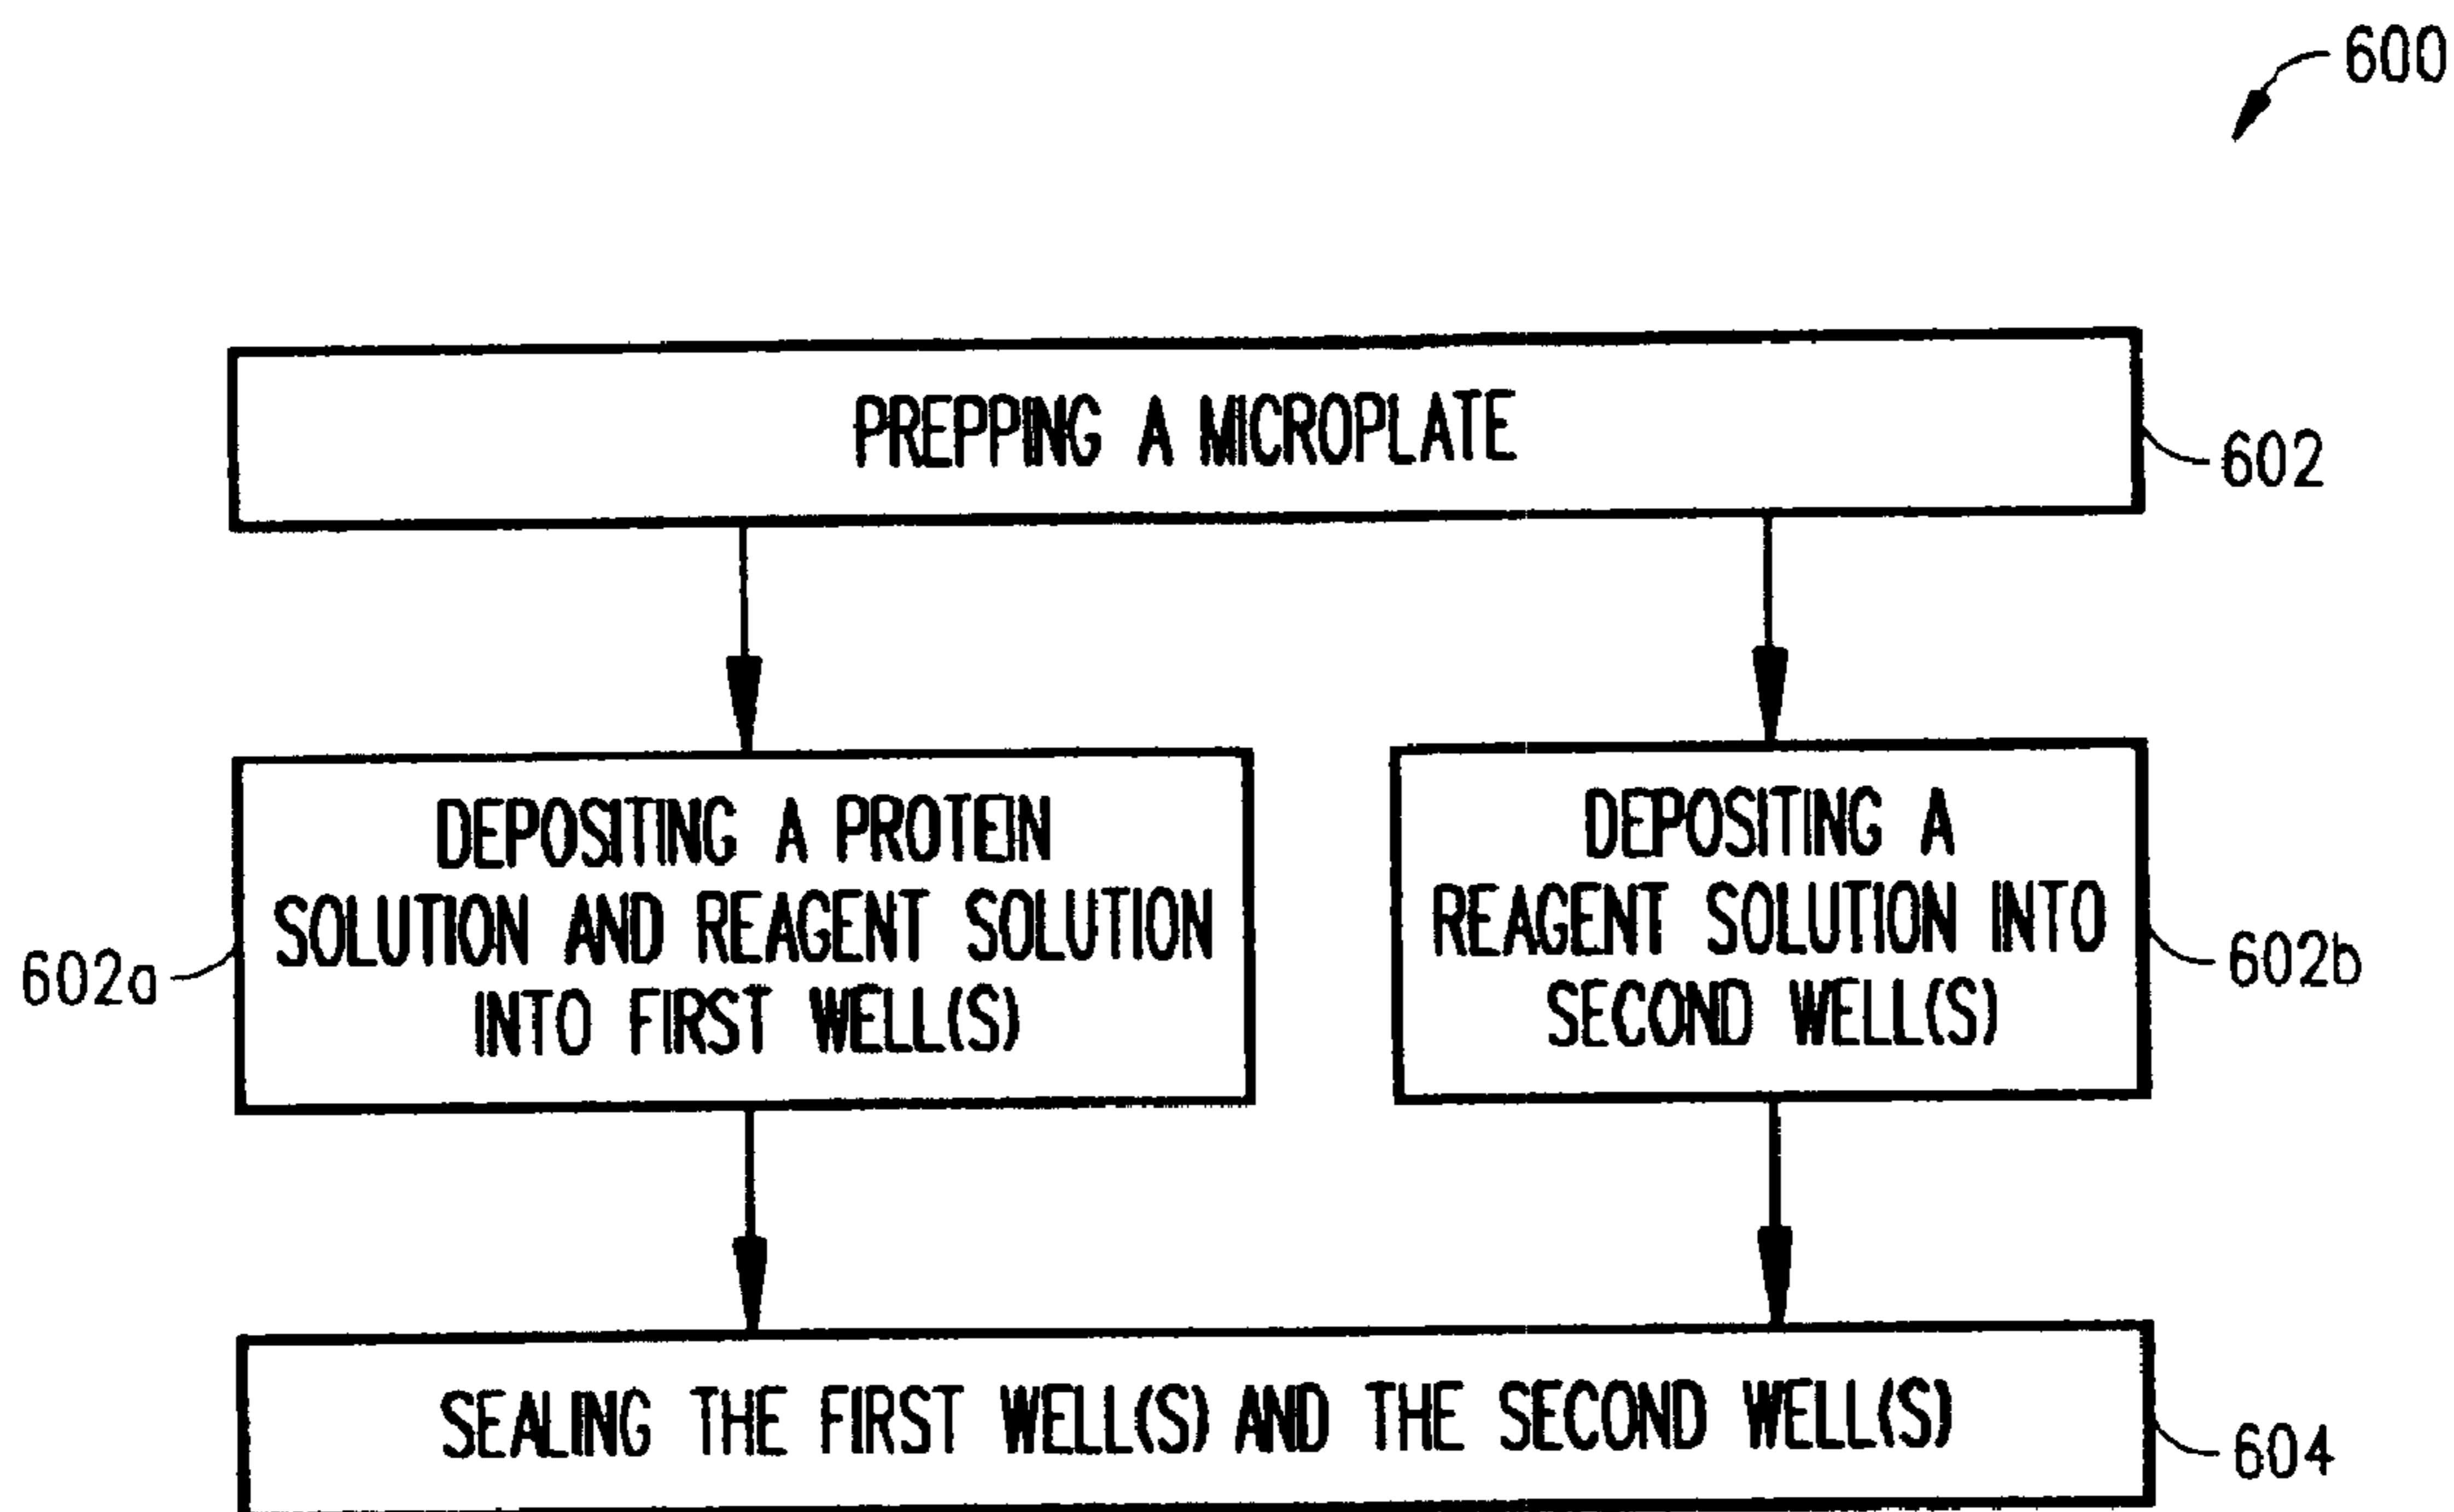 600
PREPPING A MICROPLATE
602
DEPOSITING A PROTEIN
SOLUTION AND REAGENT SOLUTION
INTO FIRST WELL(S)
602a
DEPOSITING A
REAGENT SOLUTION INTO
SECOND WELL(S)
602b
SEALING THE FIRST WELL(S) AND THE SECOND WELL(S)
604